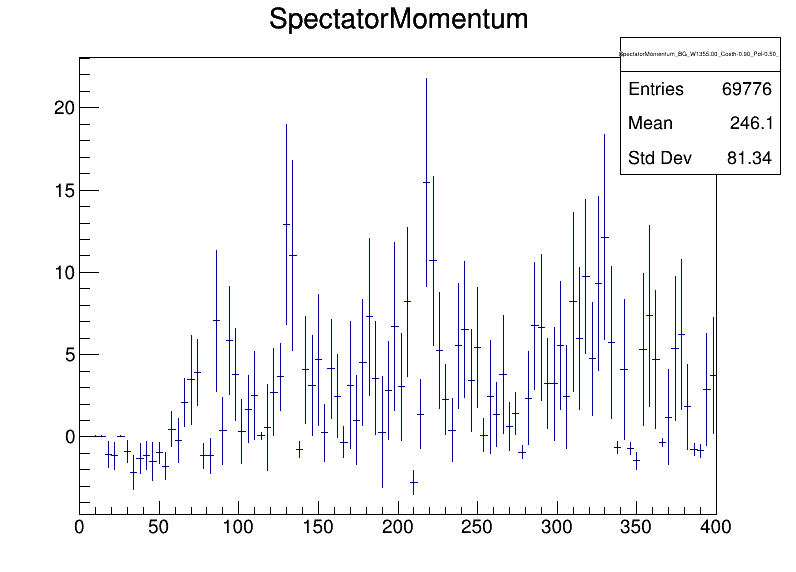 SpectatorMomentum
SpectatorMomentum_BG_W1355.00_Costh-0.90_Pol-0.50_
Entries 69776
Mean 246.1
Std Dev 81.34
20
15
10
5
0
0 50 100 150 200 250 300 350 400